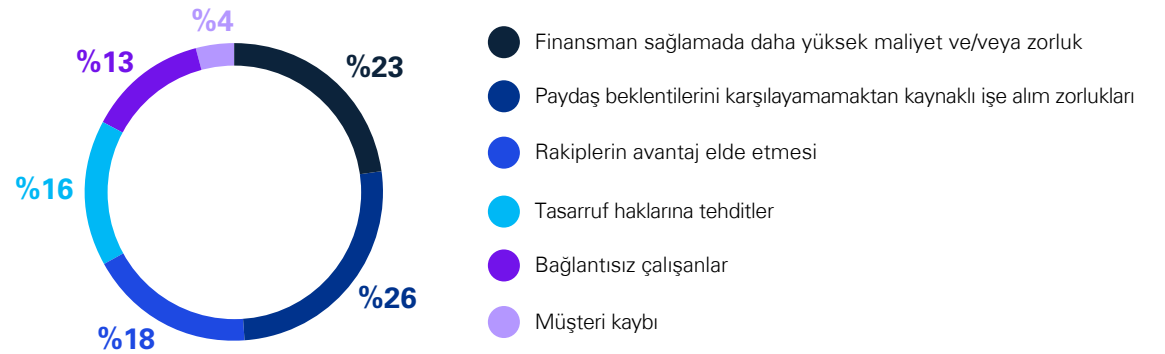 %4
%13
%23
%16
%26
%18
Finansman sağlamada daha yüksek maliyet ve/veya zorluk
Paydaş beklentilerini karşılayamamaktan kaynaklı işe alım zorlukları
Rakiplerin avantaj elde etmesi
Tasarruf haklarına tehditler
Bağlantısız çalışanlar
Müşteri kaybı